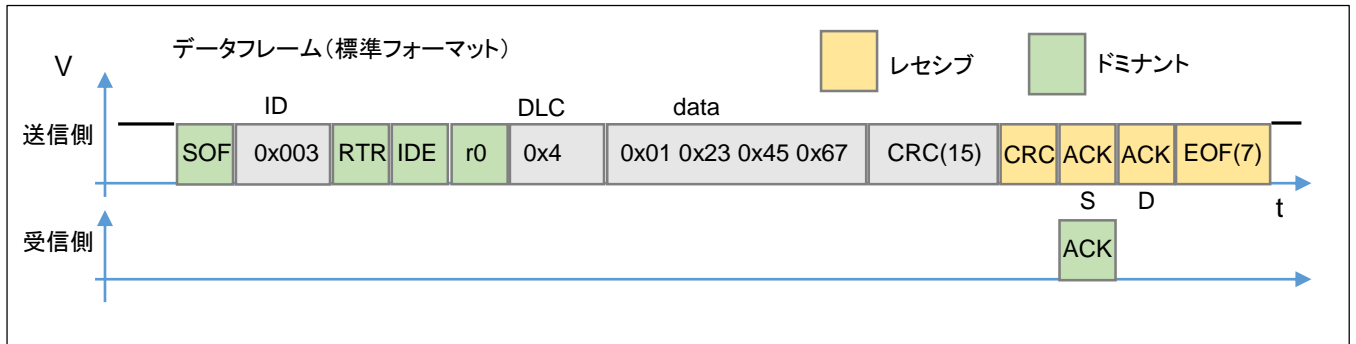 データフレーム（標準フォーマット）
レセシブ
ドミナント
V
ID
DLC
data
送信側
SOF 0x003 RTR IDE r0 0x4 0x01 0x23 0x45 0x67 CRC(15) CRC ACK ACK EOF(7)
S D
t
受信側
ACK